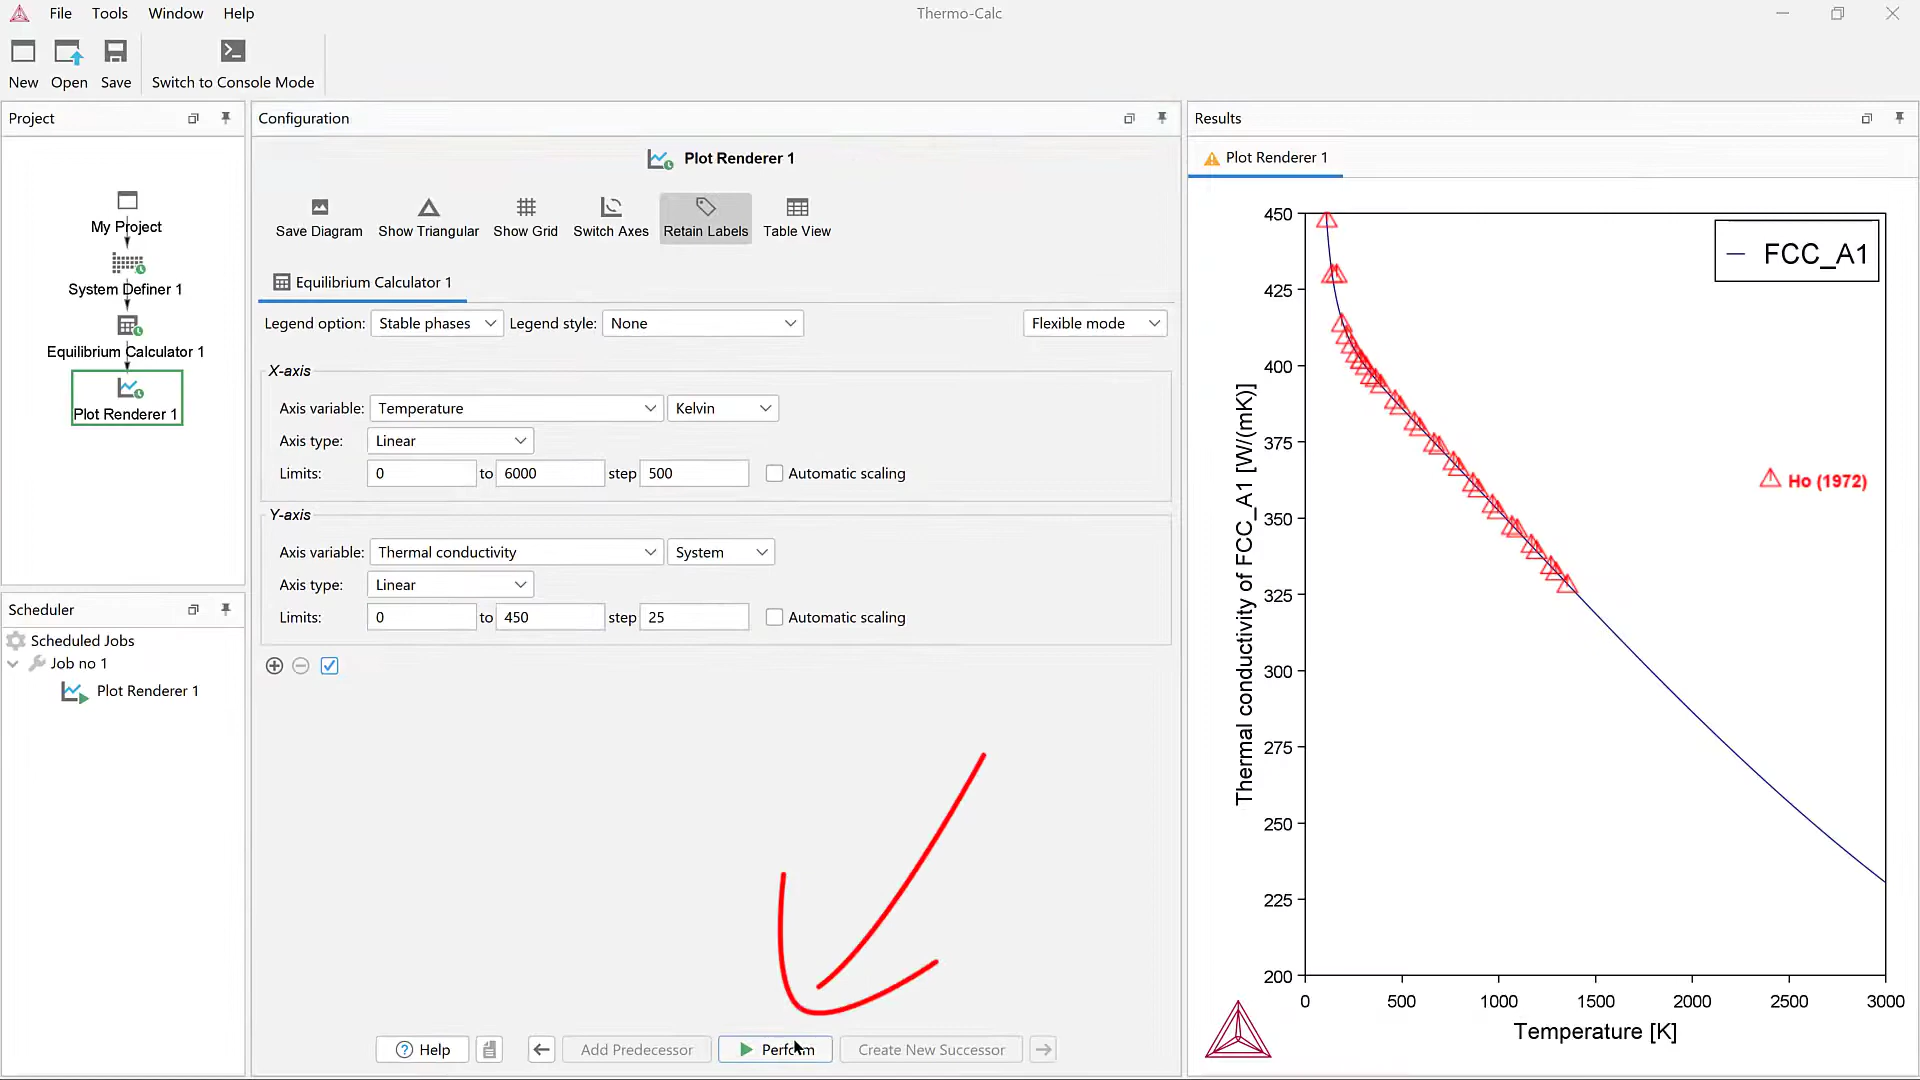 File Tools Window Help Thermo-Calc
New Open Save Switch to Console Mode
Project
My Project
System Definer 1
Equilibrium Calculator 1
Plot Renderer 1
Scheduler
Scheduled Jobs
Job no 1
Plot Renderer 1
Configuration
Plot Renderer 1
Save Diagram Show Triangular Show Grid Switch Axes Retain Labels Table View
Equilibrium Calculator 1
Legend option: Stable phases Legend style: None Flexible mode
X-axis
Axis variable: Temperature Kelvin
Axis type: Linear
Limits: 0 to 6000 step 500 Automatic scaling
Y-axis
Axis variable: Thermal conductivity System
Axis type: Linear
Limits: 0 to 450 step 25 Automatic scaling
Help Add Predecessor Perform Create New Successor
Results
Plot Renderer 1
FCC_A1
Ho (1972)
Thermal conductivity of FCC_A1 [W/(mK)]
450
425
400
375
350
325
300
275
250
225
200
0 500 1000 1500 2000 2500 3000
Temperature [K]